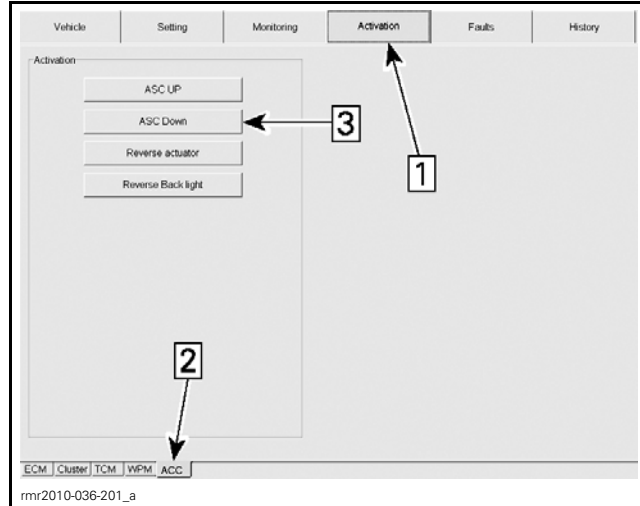 Vehicle Setting Monitoring Activation Faults History
Activation
ASC UP
ASC Down
3
Reverse actuator
1
Reverse Back light
2
ECM Cluster TCM WPM ACC
rmr2010-036-201_a